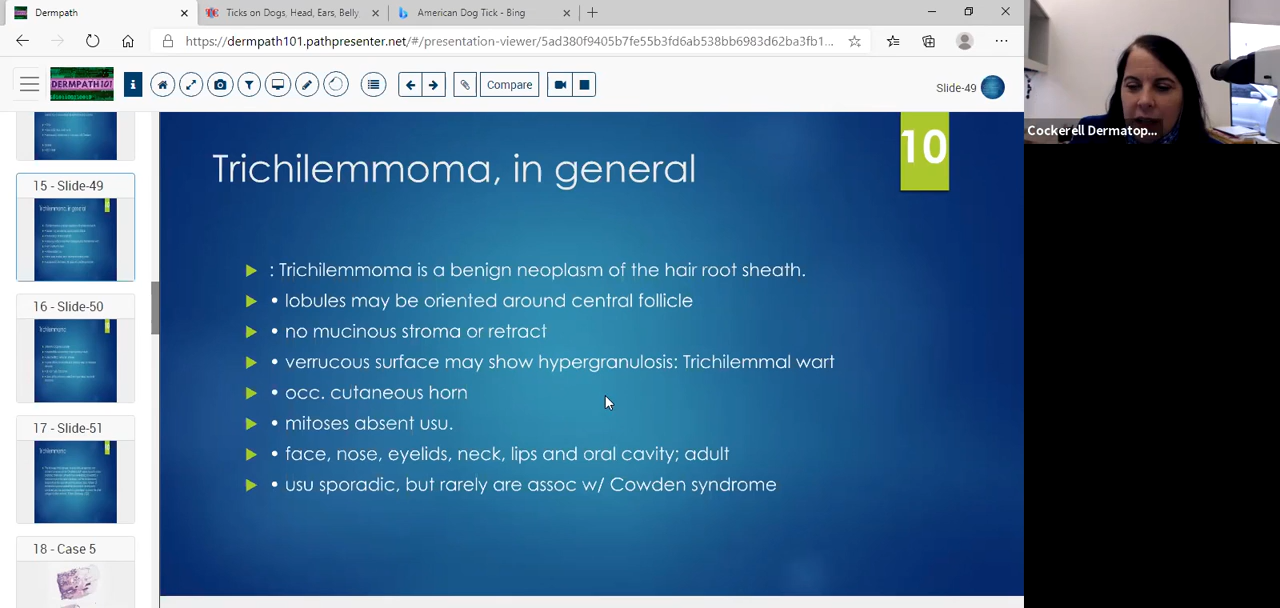 Dermpath
Ticks on Dogs, Head, Ears, Belly
American Dog Tick - Bing
https://dermpath101.pathpresenter.net/#/presentation-viewer/5ad380f9405b7fe55b3fd6ab538bb6983d62ba3fb1...
DERMPATH 101
Compare
Slide-49
Cockerell Dermatop...
15 - Slide-49
16 - Slide-50
17 - Slide-51
18 - Case 5
10
Trichilemmoma, in general
: Trichilemmoma is a benign neoplasm of the hair root sheath.
• lobules may be oriented around central follicle
• no mucinous stroma or retract
• verrucous surface may show hypergranulosis: Trichilemmal wart
• occ. cutaneous horn
• mitoses absent usu.
• face, nose, eyelids, neck, lips and oral cavity; adult
• usu sporadic, but rarely are assoc w/ Cowden syndrome